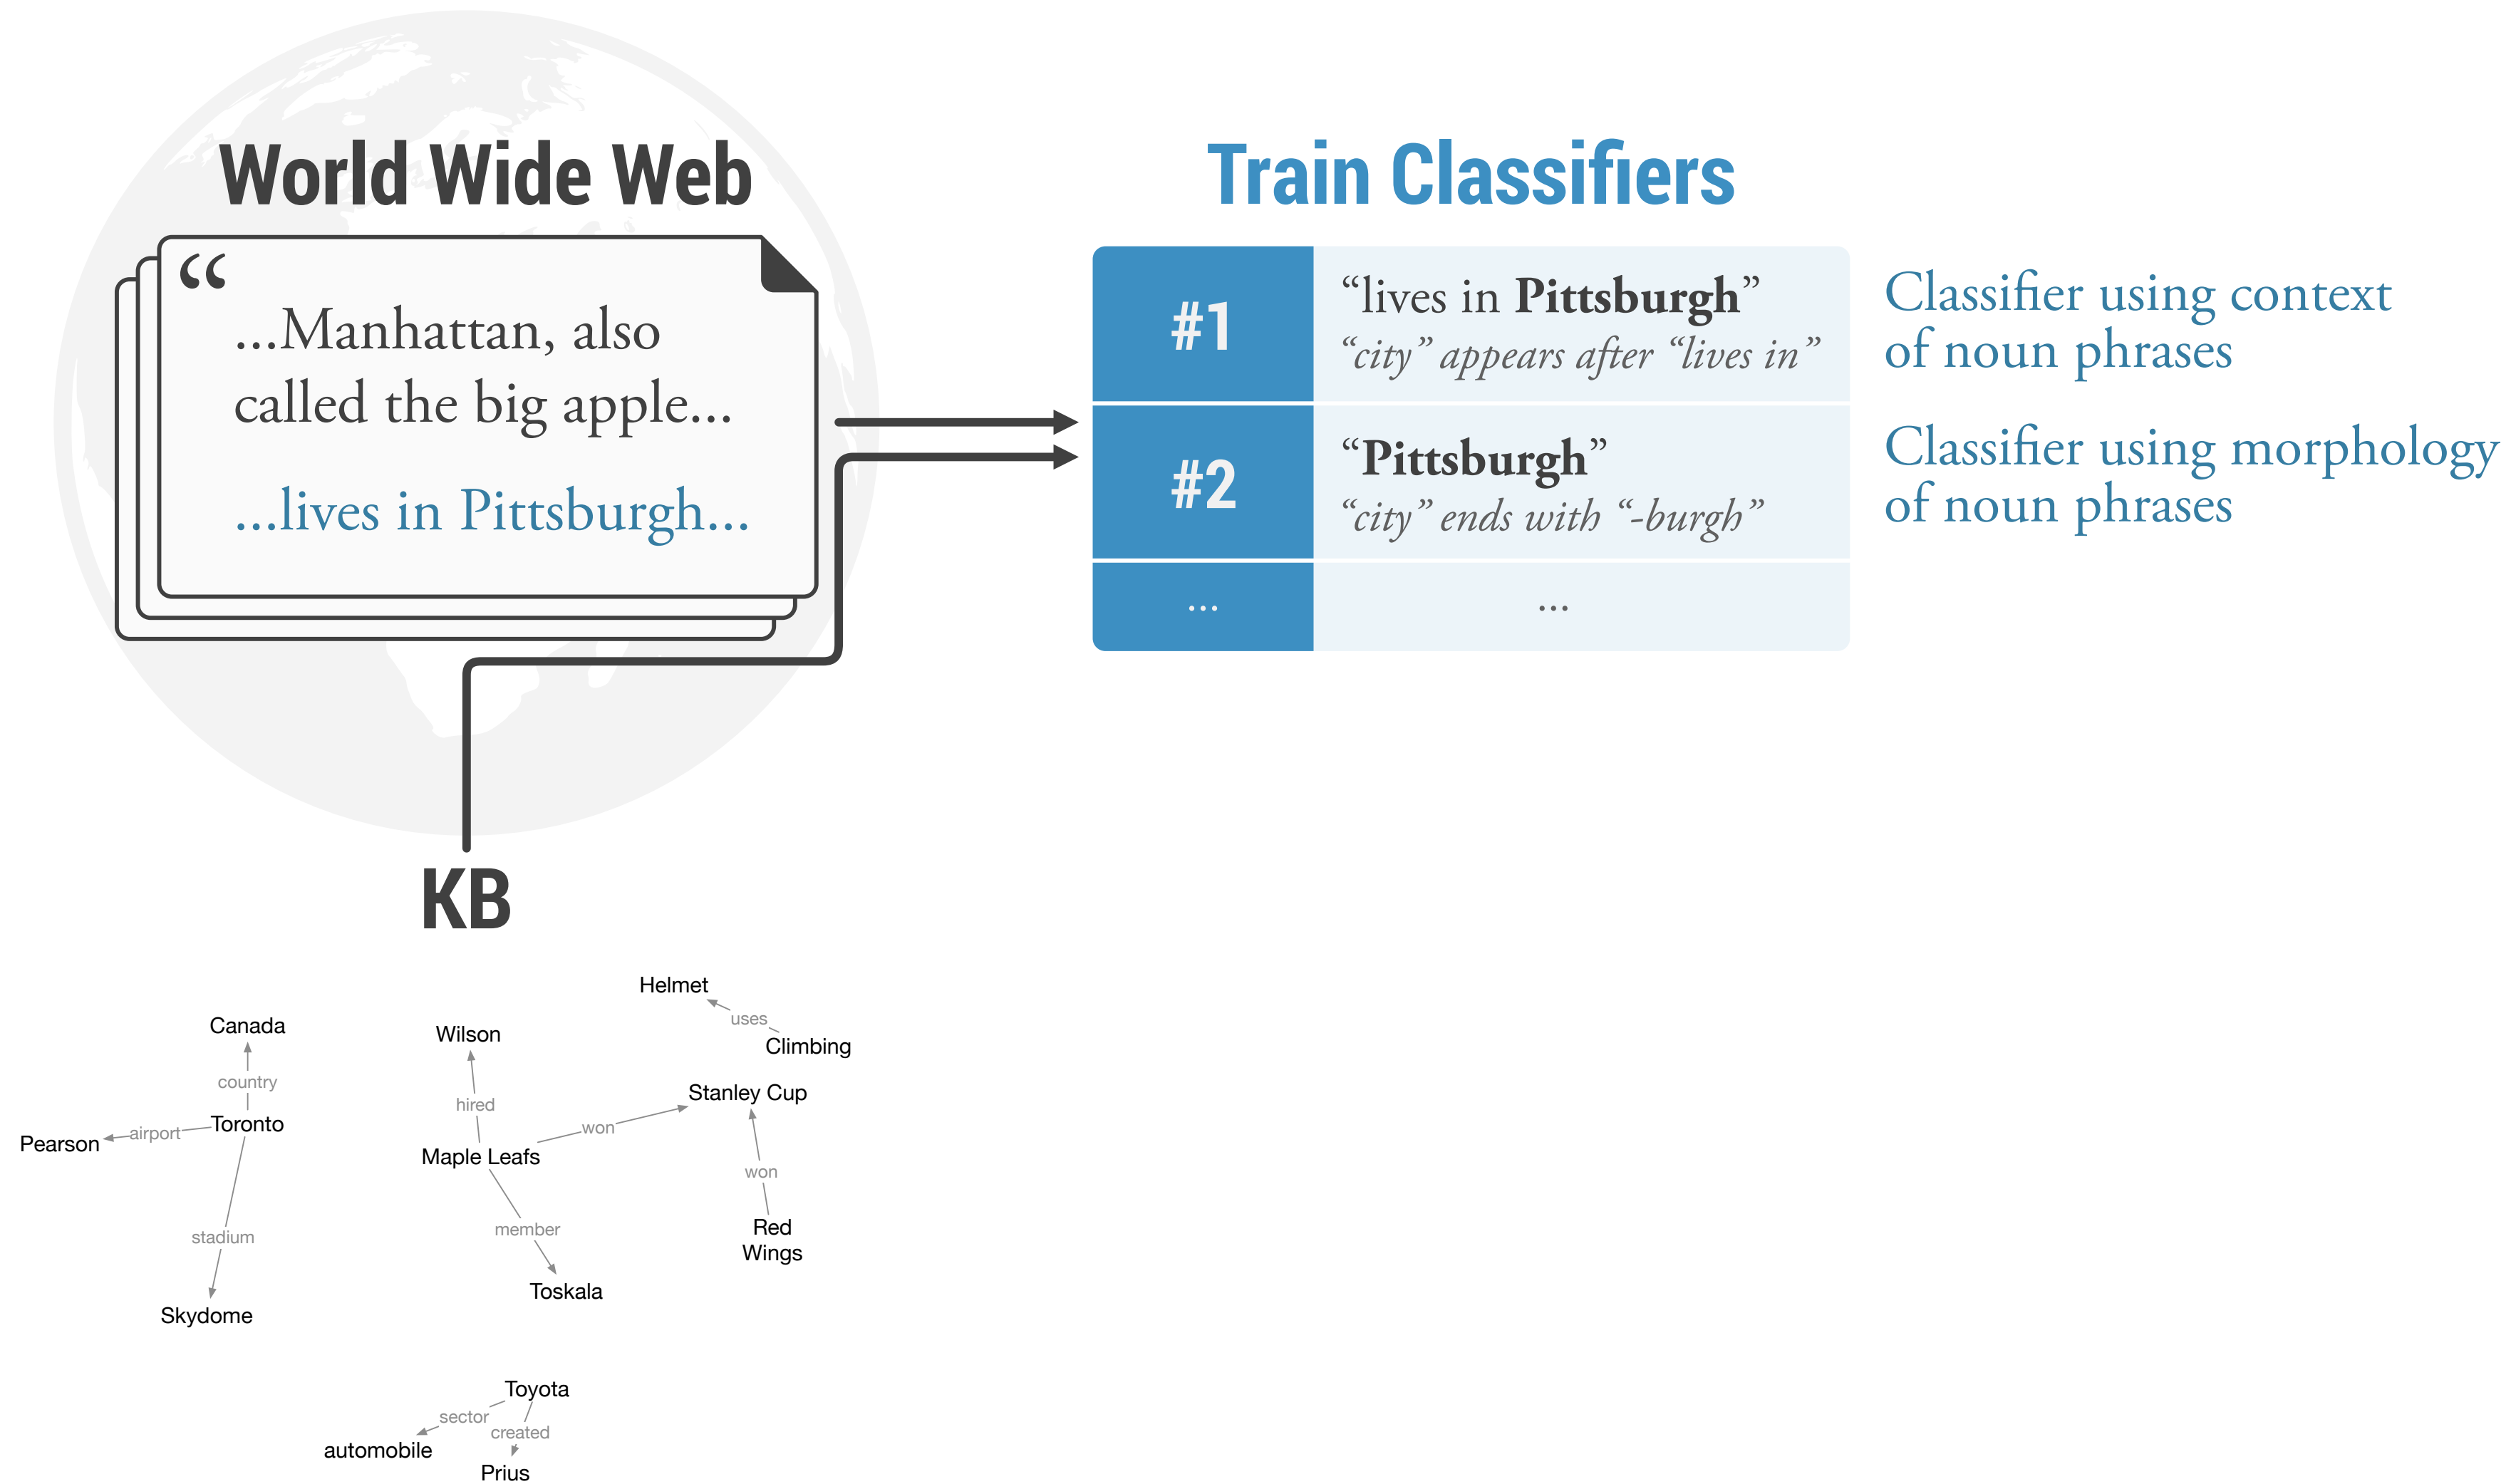 World Wide Web
“
...Manhattan, also
called the big apple...
...lives in Pittsburgh...
Train Classifiers
#1
“lives in Pittsburgh”
“city” appears after “lives in”
Classifier using context
of noun phrases
#2
“Pittsburgh”
“city” ends with “-burgh”
Classifier using morphology
of noun phrases
...
...
KB
Helmet
uses
Climbing
Canada
country
Toronto
airport
Pearson
stadium
Skydome
Wilson
hired
Maple Leafs
won
Stanley Cup
won
Red
Wings
member
Toskala
Toyota
sector
automobile
created
Prius